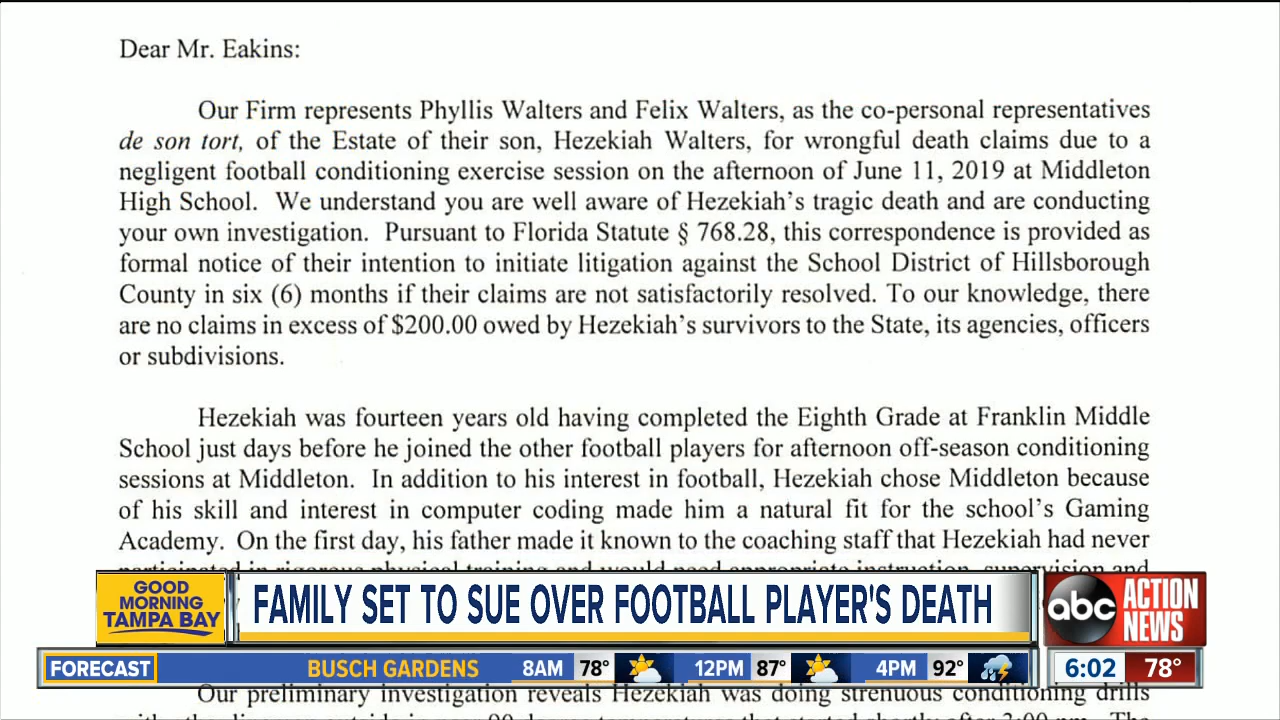 Dear Mr. Eakins:
Our Firm represents Phyllis Walters and Felix Walters, as the co-personal representatives
de son tort, of the Estate of their son, Hezekiah Walters, for wrongful death claims due to a
negligent football conditioning exercise session on the afternoon of June 11, 2019 at Middleton
High School. We understand you are well aware of Hezekiah's tragic death and are conducting
your own investigation. Pursuant to Florida Statute § 768.28, this correspondence is provided as
formal notice of their intention to initiate litigation against the School District of Hillsborough
County in six (6) months if their claims are not satisfactorily resolved. To our knowledge, there
are no claims in excess of $200.00 owed by Hezekiah's survivors to the State, its agencies, officers
or subdivisions.
Hezekiah was fourteen years old having completed the Eighth Grade at Franklin Middle
School just days before he joined the other football players for afternoon off-season conditioning
sessions at Middleton. In addition to his interest in football, Hezekiah chose Middleton because
of his skill and interest in computer coding made him a natural fit for the school's Gaming
Academy. On the first day, his father made it known to the coaching staff that Hezekiah had never
participated in rigorous physical training and would need appropriate instruction, supervision and
GOOD
MORNING
TAMPA BAY
FAMILY SET TO SUE OVER FOOTBALL PLAYER'S DEATH
abc ACTION
NEWS
FORECAST BUSCH GARDENS 8AM 78° 12PM 87° 4PM 92° 6:02 78°
Our preliminary investigation reveals Hezekiah was doing strenuous conditioning drills